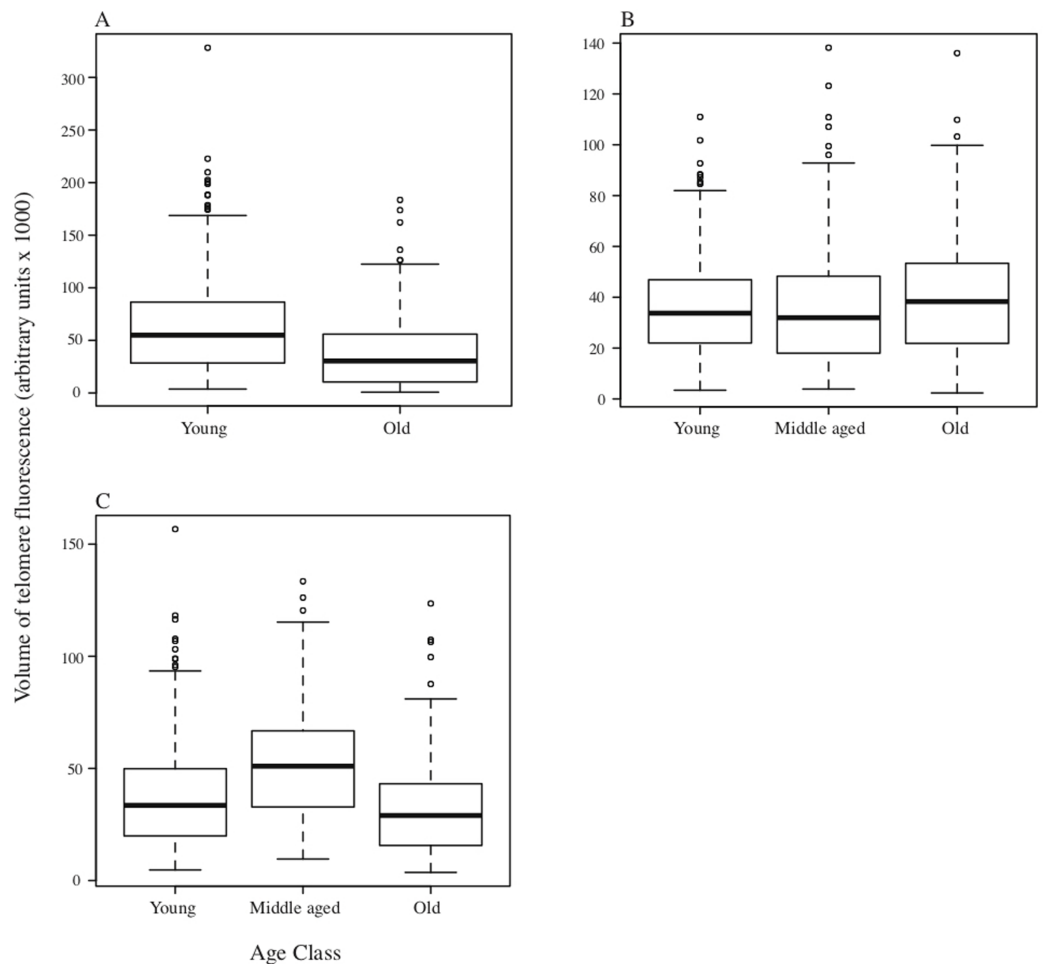 A
300
250
200
150
100
50
0
Young Old
B
140
120
100
80
60
40
20
0
Young Middle aged Old
C
150
100
50
0
Young Middle aged Old
Age Class
Volume of telomere fluorescence (arbitrary units x 1000)